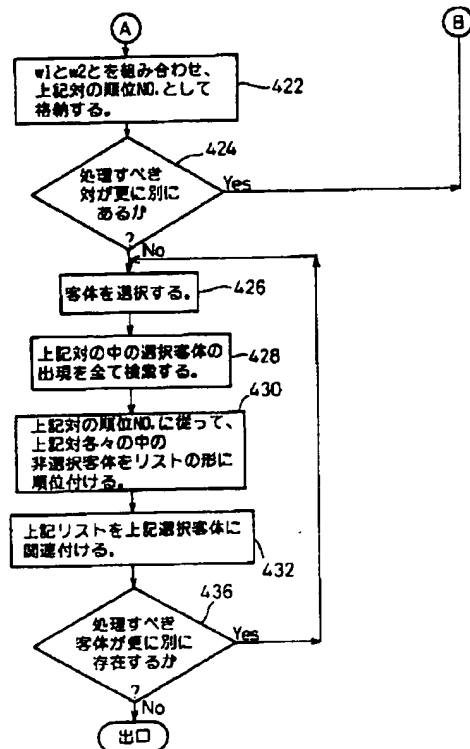 A
B
w1とw2とを組み合わせ、
上記対の順位NO.として
格納する。
422
424
処理すべき
対が更に別に
あるか
?
Yes
No
客体を選択する。
426
上記対の中の選択客体の
出現を全て検索する。
428
430
上記対の順位NO.に従って、
上記対各々の中の
非選択客体をリストの形に
順位付ける。
上記リストを上記選択客体に
関連付ける。
432
436
処理すべき
客体が更に別に
存在するか
?
Yes
No
出口